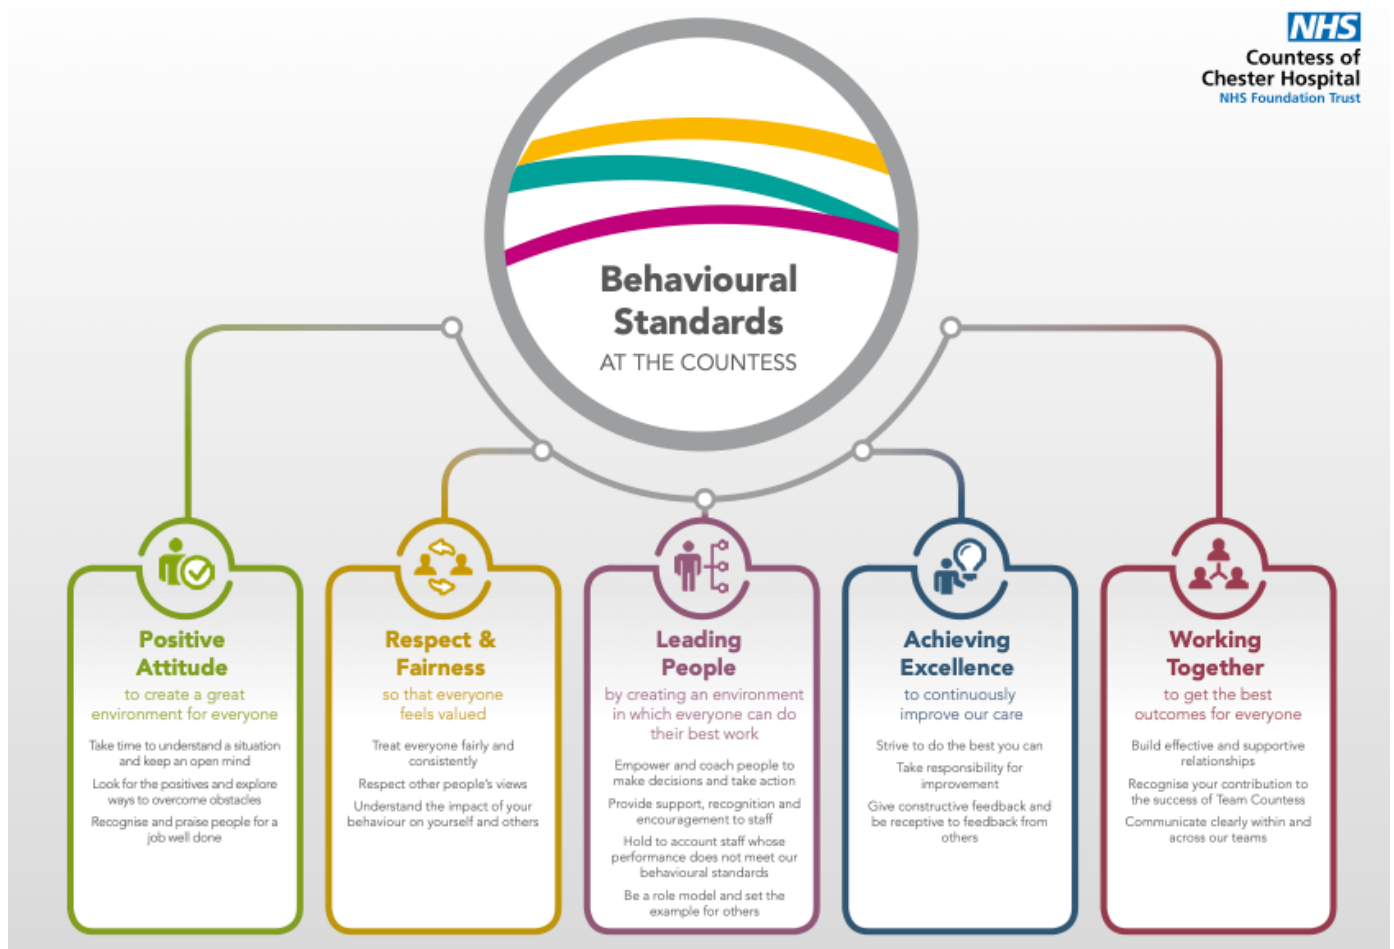 NHS
Countess of
Chester Hospital
NHS Foundation Trust
Behavioural
Standards
AT THE COUNTESS
Positive
Attitude
to create a great
environment for everyone
Take time to understand a situation
and keep an open mind
Look for the positives and explore
ways to overcome obstacles
Recognise and praise people for a
job well done
Respect &
Fairness
so that everyone
feels valued
Treat everyone fairly and
consistently
Respect other people's views
Understand the impact of your
behaviour on yourself and others
Leading
People
by creating an environment
in which everyone can do
their best work
Empower and coach people to
make decisions and take action
Provide support, recognition and
encouragement to staff
Hold to account staff whose
performance does not meet our
behavioural standards
Be a role model and set the
example for others
Achieving
Excellence
to continuously
improve our care
Strive to do the best you can
Take responsibility for
improvement
Give constructive feedback and
be receptive to feedback from
others
Working
Together
to get the best
outcomes for everyone
Build effective and supportive
relationships
Recognise your contribution to
the success of Team Countess
Communicate clearly within and
across our teams